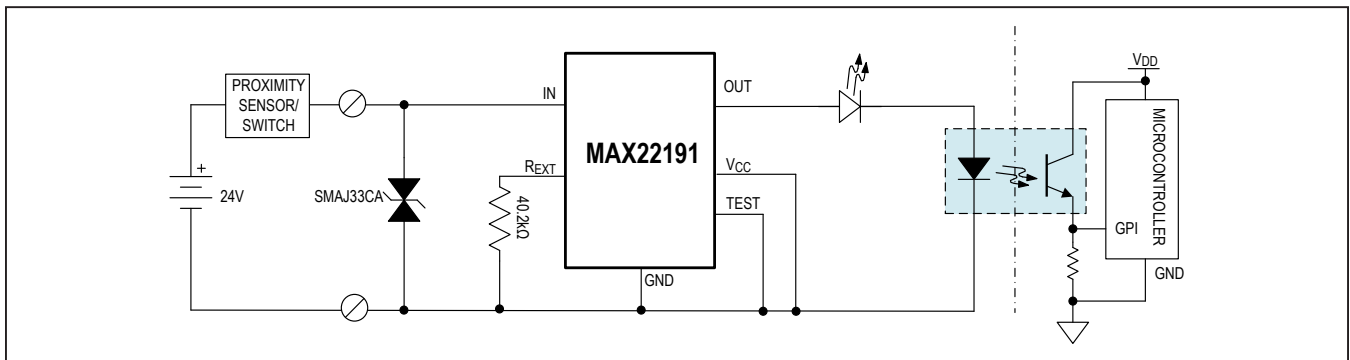 PROXIMITY
SENSOR/
SWITCH
+
24V
SMAJ33CA
IN
REXT
40.2kΩ
MAX22191
OUT
VCC
TEST
GND
VDD
MICROCONTROLLER
GPI
GND